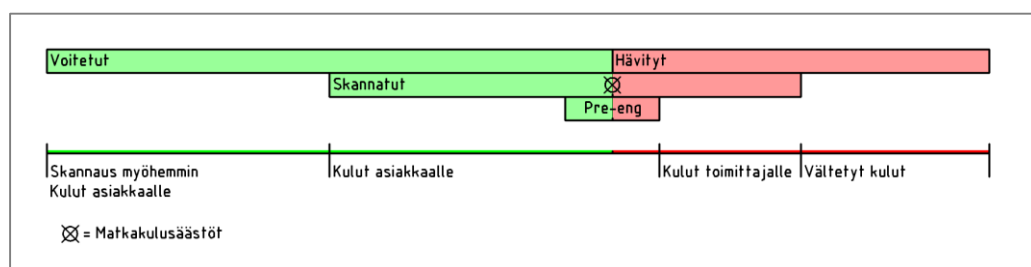 Voitetut
Hävityt
Skannatut
Pre-eng
Skannaus myöhemmin
Kulut asiakkaalle
Kulut asiakkaalle
Kulut toimittajalle
Vältetyt kulut
= Matkakulusäästöt